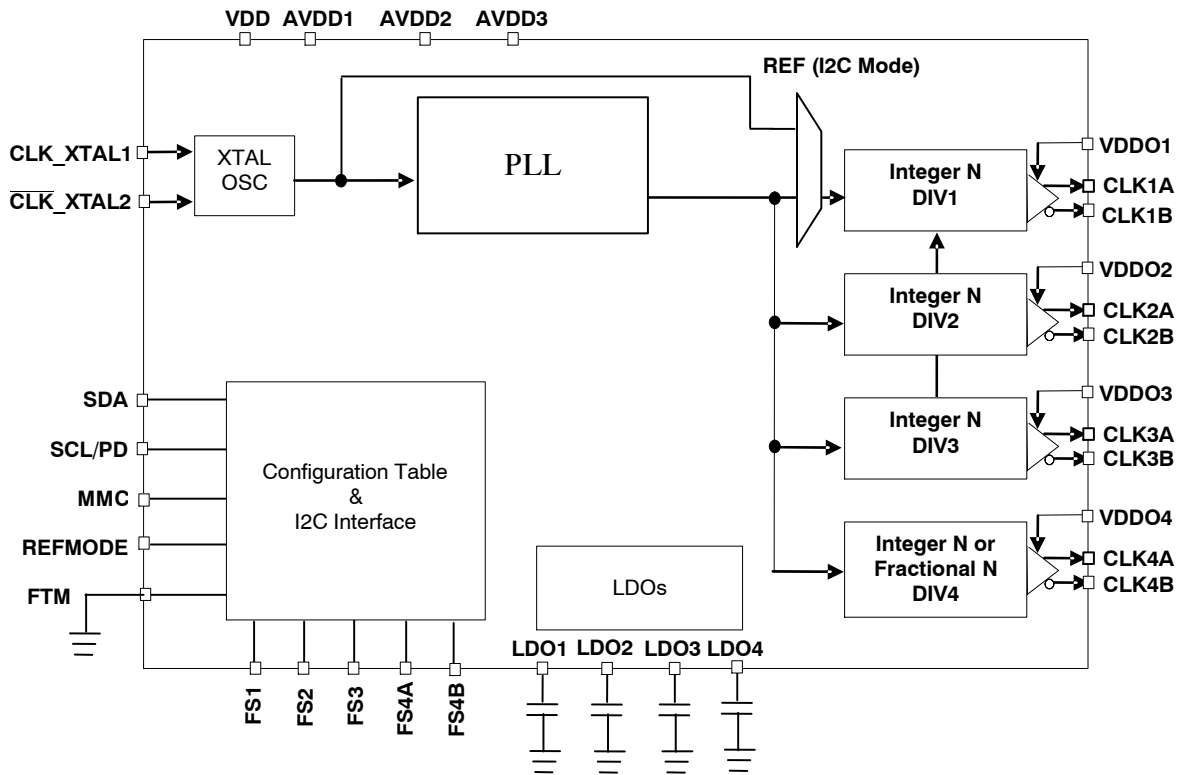 VDD AVDD1 AVDD2 AVDD3
REF (I2C Mode)
CLK_XTAL1
CLK_XTAL2
XTAL
OSC
PLL
Integer N
DIV1
VDDO1
CLK1A
CLK1B
Integer N
DIV2
VDDO2
CLK2A
CLK2B
Integer N
DIV3
VDDO3
CLK3A
CLK3B
Integer N or
Fractional N
DIV4
VDDO4
CLK4A
CLK4B
SDA
SCL/PD
MMC
REFMODE
FTM
Configuration Table
&
I2C Interface
LDOs
LDO1 LDO2 LDO3 LDO4
FS1
FS2
FS3
FS4A
FS4B